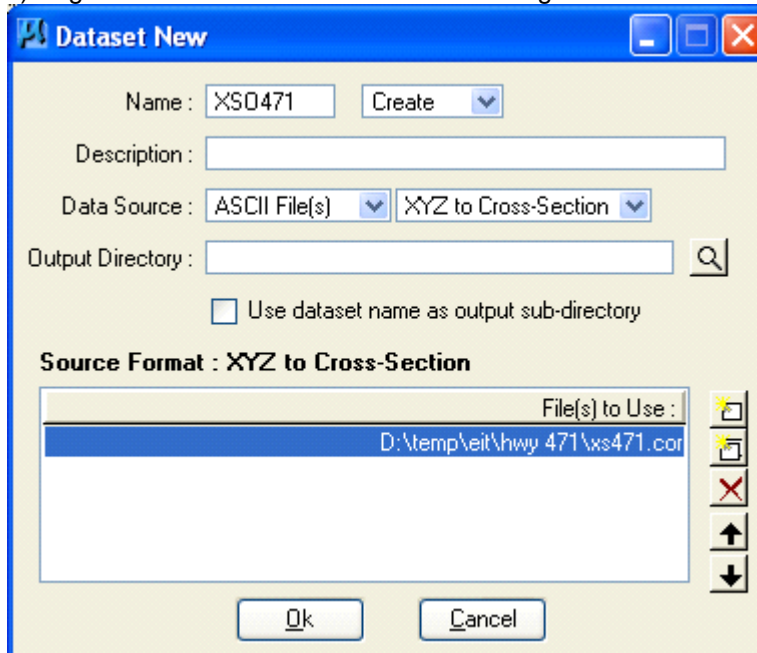 Dataset New
Name : XSO471 Create
Description :
Data Source : ASCII File(s) XYZ to Cross-Section
Output Directory :
Use dataset name as output sub-directory
Source Format : XYZ to Cross-Section
File(s) to Use :
D:\temp\eit\hwy 471\xs471.cor
Ok Cancel